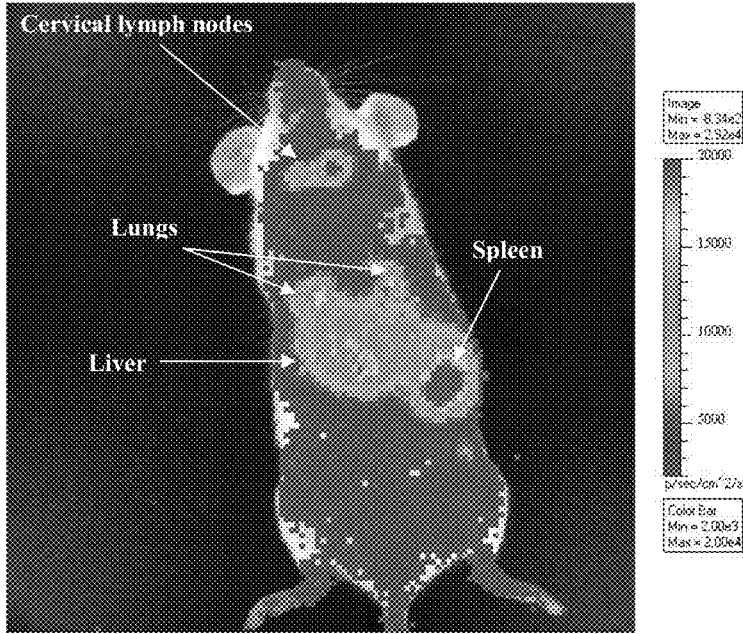 Cervical lymph nodes
Lungs
Spleen
Liver
Image
Min = -8.34e2
Max = 2.92e4
20000
15000
10000
5000
p/sec/cm^2/s
Color Bar
Min = 2.00e3
Max = 2.00e4